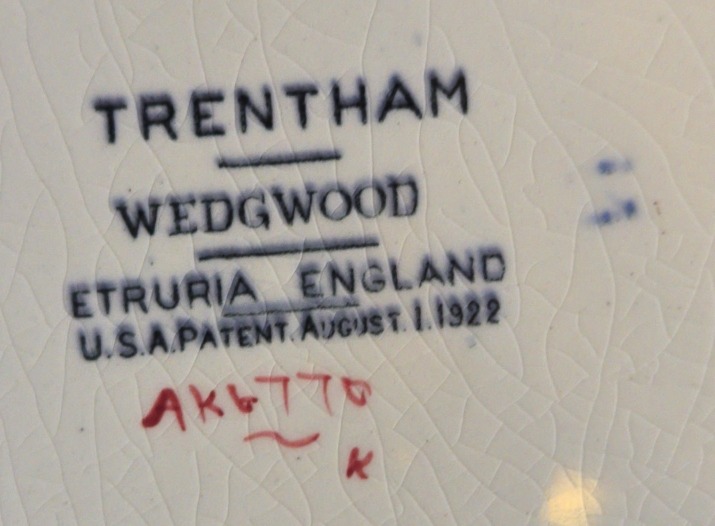 TRENTHAM
WEDGWOOD
ETRURIA ENGLAND
U.S.A. PATENT. AUGUST. 1. 1922
AK6770
K